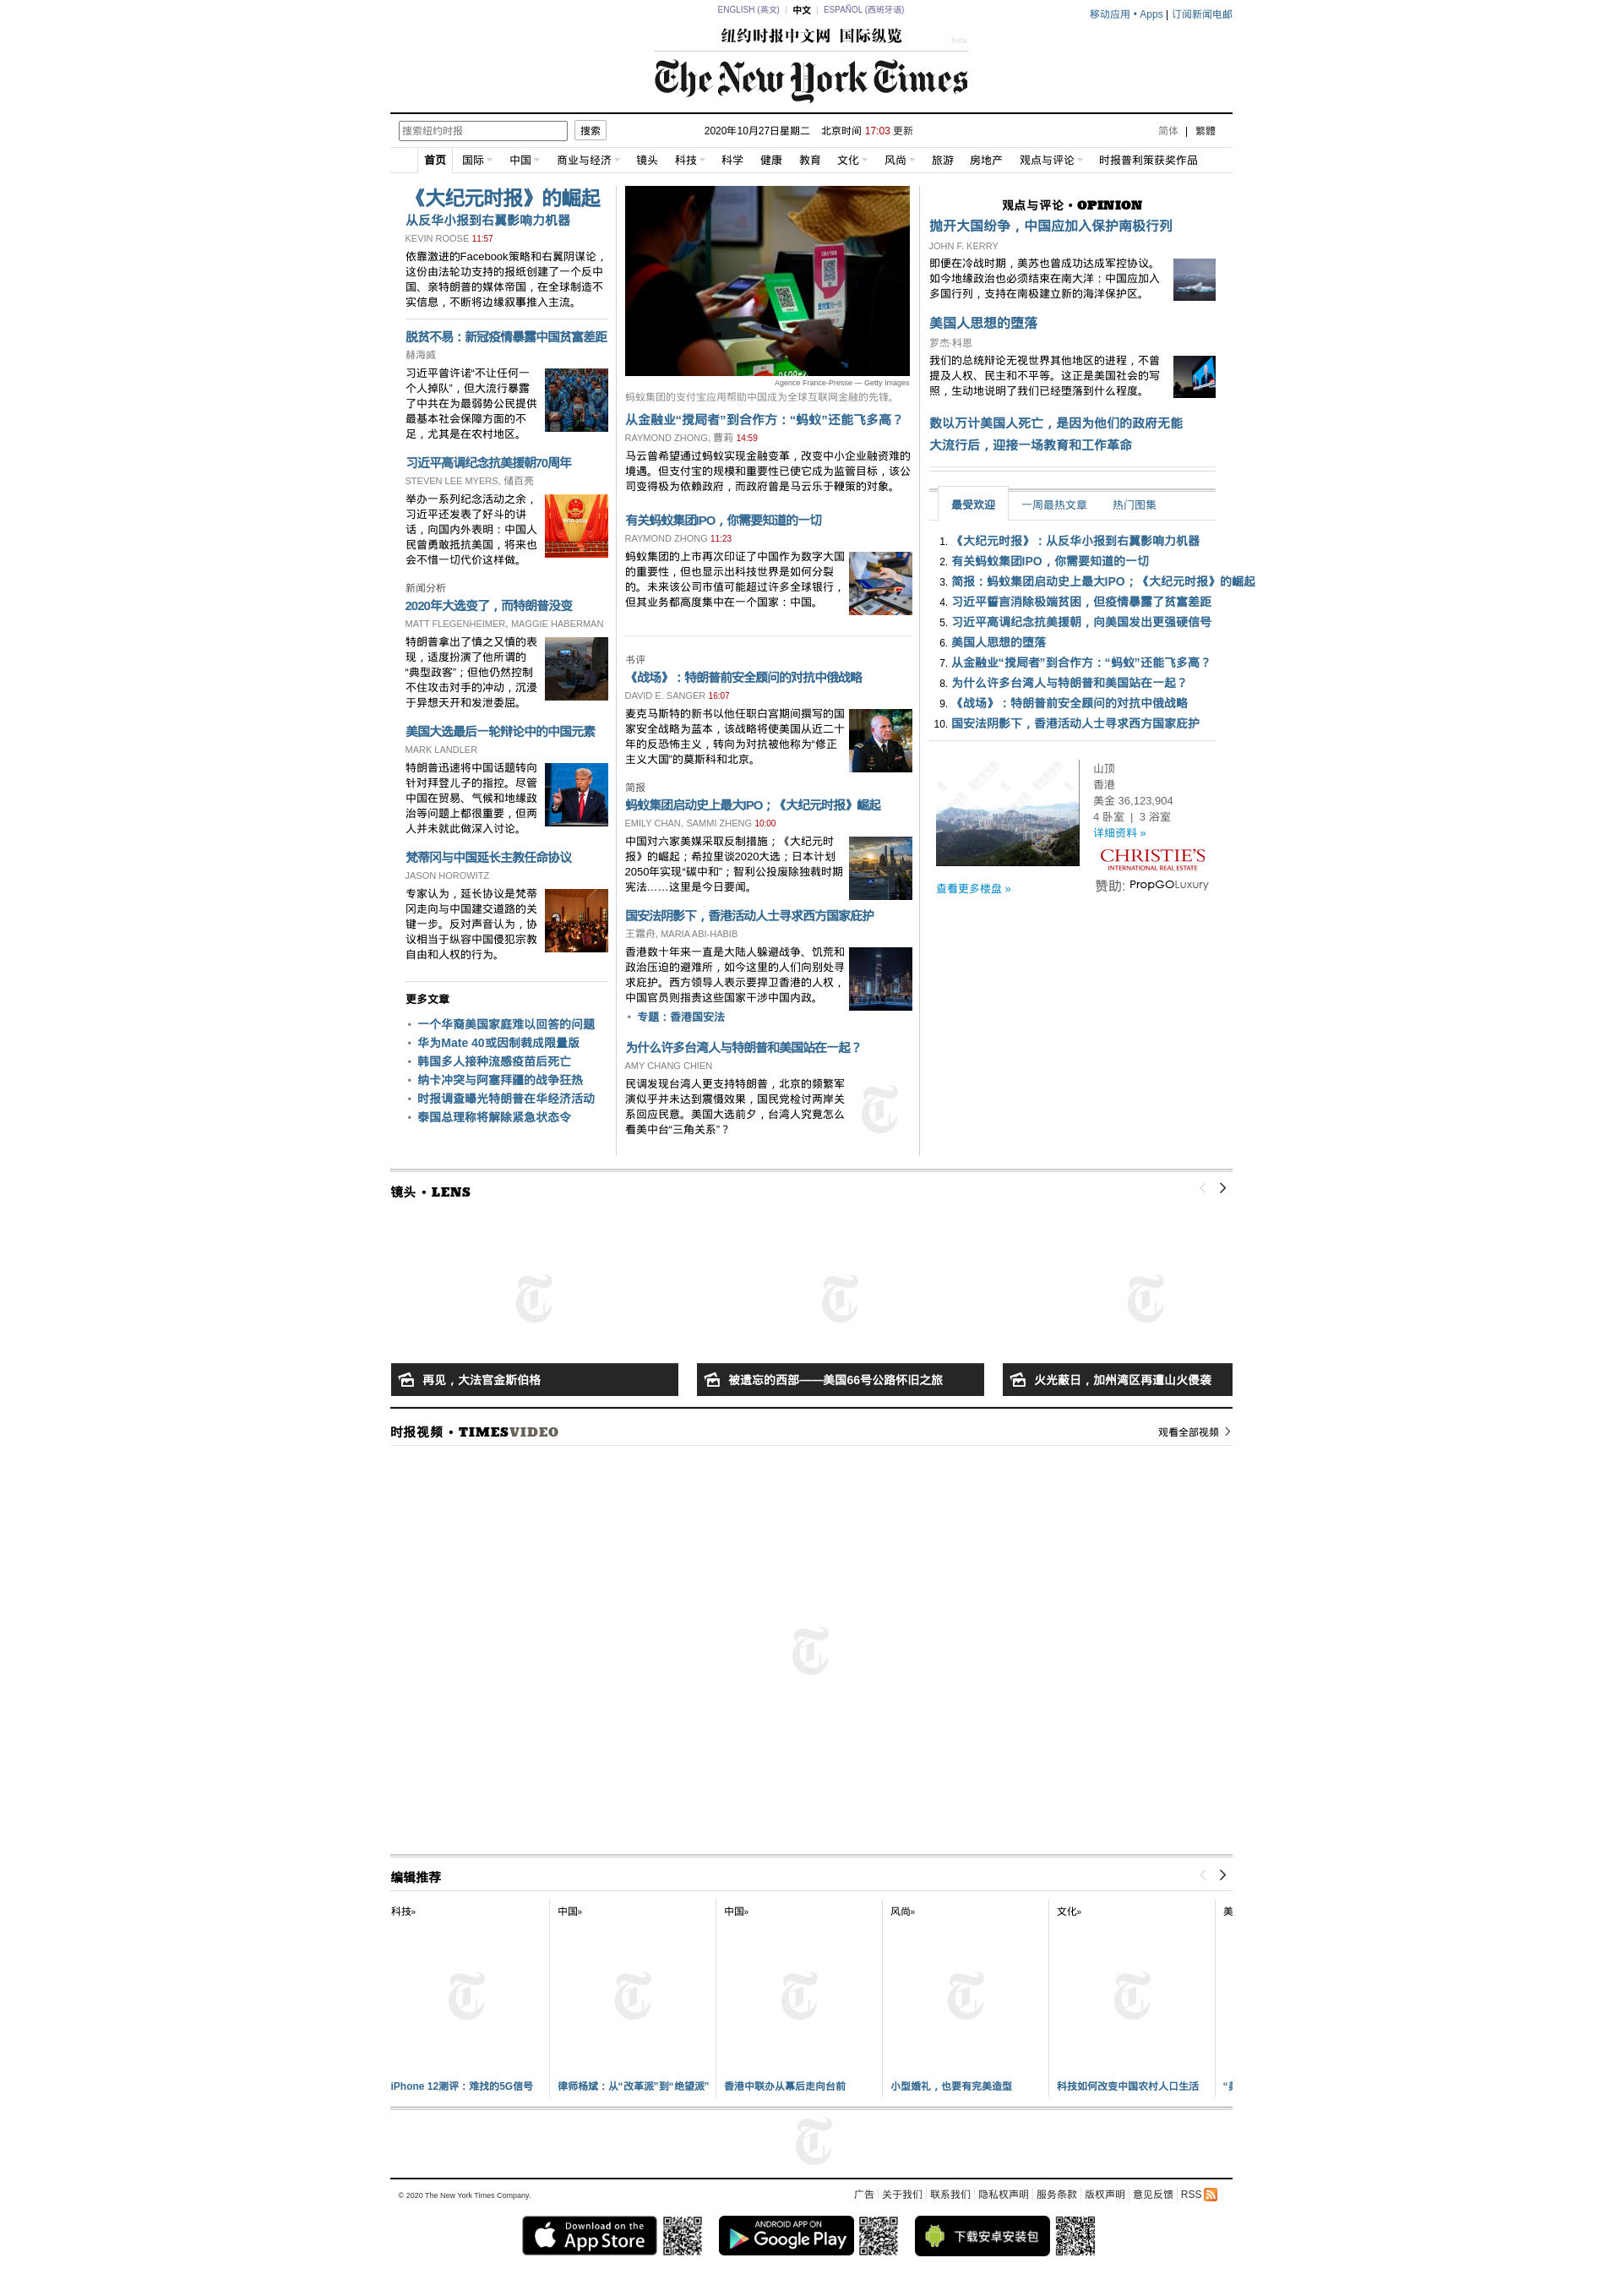 ENGLISH (英文) | 中文 | ESPAÑOL (西班牙语)
移动应用 • Apps | 订阅新闻电邮
纽约时报中文网 国际纵览
Beta
The New York Times
搜索纽约时报 搜索
2020年10月27日星期二 北京时间 17:03 更新
简体 | 繁體
首页 国际 中国 商业与经济 镜头 科技 科学 健康 教育 文化 风尚 旅游 房地产 观点与评论 时报普利策获奖作品
《大纪元时报》的崛起
从反华小报到右翼影响力机器
KEVIN ROOSE 11:57
依靠激进的Facebook策略和右翼阴谋论，
这份由法轮功支持的报纸创建了一个反中
国、亲特朗普的媒体帝国，在全球制造不
实信息，不断将边缘叙事推入主流。
脱贫不易：新冠疫情暴露中国贫富差距
赫海威
习近平曾许诺“不让任何一
个人掉队”，但大流行暴露
了中共在为最弱势公民提供
最基本社会保障方面的不
足，尤其是在农村地区。
习近平高调纪念抗美援朝70周年
STEVEN LEE MYERS, 储百亮
举办一系列纪念活动之余，
习近平还发表了好斗的讲
话，向国内外表明：中国人
民曾勇敢抵抗美国，将来也
会不惜一切代价这样做。
新闻分析
2020年大选变了，而特朗普没变
MATT FLEGENHEIMER, MAGGIE HABERMAN
特朗普拿出了慎之又慎的表
现，适度扮演了他所谓的
“典型政客”；但他仍然控制
不住攻击对手的冲动，沉浸
于异想天开和发泄委屈。
美国大选最后一轮辩论中的中国元素
MARK LANDLER
特朗普迅速将中国话题转向
针对拜登儿子的指控。尽管
中国在贸易、气候和地缘政
治等问题上都很重要，但两
人并未就此做深入讨论。
梵蒂冈与中国延长主教任命协议
JASON HOROWITZ
专家认为，延长协议是梵蒂
冈走向与中国建交道路的关
键一步。反对声音认为，协
议相当于纵容中国侵犯宗教
自由和人权的行为。
更多文章
• 一个华裔美国家庭难以回答的问题
• 华为Mate 40或因制裁成限量版
• 韩国多人接种流感疫苗后死亡
• 纳卡冲突与阿塞拜疆的战争狂热
• 时报调查曝光特朗普在华经济活动
• 泰国总理称将解除紧急状态令
Agence France-Presse — Getty Images
蚂蚁集团的支付宝应用帮助中国成为全球互联网金融的先锋。
从金融业“搅局者”到合作方：“蚂蚁”还能飞多高？
RAYMOND ZHONG, 曹莉 14:59
马云曾希望通过蚂蚁实现金融变革，改变中小企业融资难的
境遇。但支付宝的规模和重要性已使它成为监管目标，该公
司变得极为依赖政府，而政府曾是马云乐于鞭策的对象。
有关蚂蚁集团IPO，你需要知道的一切
RAYMOND ZHONG 11:23
蚂蚁集团的上市再次印证了中国作为数字大国
的重要性，但也显示出科技世界是如何分裂
的。未来该公司市值可能超过许多全球银行，
但其业务都高度集中在一个国家：中国。
书评
《战场》：特朗普前安全顾问的对抗中俄战略
DAVID E. SANGER 16:07
麦克马斯特的新书以他任职白宫期间撰写的国
家安全战略为蓝本，该战略将使美国从近二十
年的反恐怖主义，转向为对抗被他称为“修正
主义大国”的莫斯科和北京。
简报
蚂蚁集团启动史上最大IPO；《大纪元时报》崛起
EMILY CHAN, SAMMI ZHENG 10:00
中国对六家美媒采取反制措施；《大纪元时
报》的崛起；希拉里谈2020大选；日本计划
2050年实现“碳中和”；智利公投废除独裁时期
宪法……这里是今日要闻。
国安法阴影下，香港活动人士寻求西方国家庇护
王霜舟, MARIA ABI-HABIB
香港数十年来一直是大陆人躲避战争、饥荒和
政治压迫的避难所，如今这里的人们向别处寻
求庇护。西方领导人表示要捍卫香港的人权，
中国官员则指责这些国家干涉中国内政。
• 专题：香港国安法
为什么许多台湾人与特朗普和美国站在一起？
AMY CHANG CHIEN
民调发现台湾人更支持特朗普，北京的频繁军
演似乎并未达到震慑效果，国民党检讨两岸关
系回应民意。美国大选前夕，台湾人究竟怎么
看美中台“三角关系”？
观点与评论 • OPINION
抛开大国纷争，中国应加入保护南极行列
JOHN F. KERRY
即便在冷战时期，美苏也曾成功达成军控协议。
如今地缘政治也必须结束在南大洋：中国应加入
多国行列，支持在南极建立新的海洋保护区。
美国人思想的堕落
罗杰·科恩
我们的总统辩论无视世界其他地区的进程，不曾
提及人权、民主和不平等。这正是美国社会的写
照，生动地说明了我们已经堕落到什么程度。
数以万计美国人死亡，是因为他们的政府无能
大流行后，迎接一场教育和工作革命
最受欢迎 一周最热文章 热门图集
1. 《大纪元时报》：从反华小报到右翼影响力机器
2. 有关蚂蚁集团IPO，你需要知道的一切
3. 简报：蚂蚁集团启动史上最大IPO；《大纪元时报》的崛起
4. 习近平誓言消除极端贫困，但疫情暴露了贫富差距
5. 习近平高调纪念抗美援朝，向美国发出更强硬信号
6. 美国人思想的堕落
7. 从金融业“搅局者”到合作方：“蚂蚁”还能飞多高？
8. 为什么许多台湾人与特朗普和美国站在一起？
9. 《战场》：特朗普前安全顾问的对抗中俄战略
10. 国安法阴影下，香港活动人士寻求西方国家庇护
山顶
香港
美金 36,123,904
4 卧室 | 3 浴室
详细资料 »
CHRISTIE'S
INTERNATIONAL REAL ESTATE
查看更多楼盘 »
赞助: PropGOLuxury
镜头 • LENS
再见，大法官金斯伯格
被遗忘的西部——美国66号公路怀旧之旅
火光蔽日，加州湾区再遭山火侵袭
时报视频 • TIMESVIDEO
观看全部视频
编辑推荐
科技» 中国» 中国» 风尚» 文化» 美
iPhone 12测评：难找的5G信号
律师杨斌：从“改革派”到“绝望派”
香港中联办从幕后走向台前
小型婚礼，也要有完美造型
科技如何改变中国农村人口生活
© 2020 The New York Times Company.
广告 关于我们 联系我们 隐私权声明 服务条款 版权声明 意见反馈 RSS
Download on the
App Store
ANDROID APP ON
Google Play
下载安卓安装包